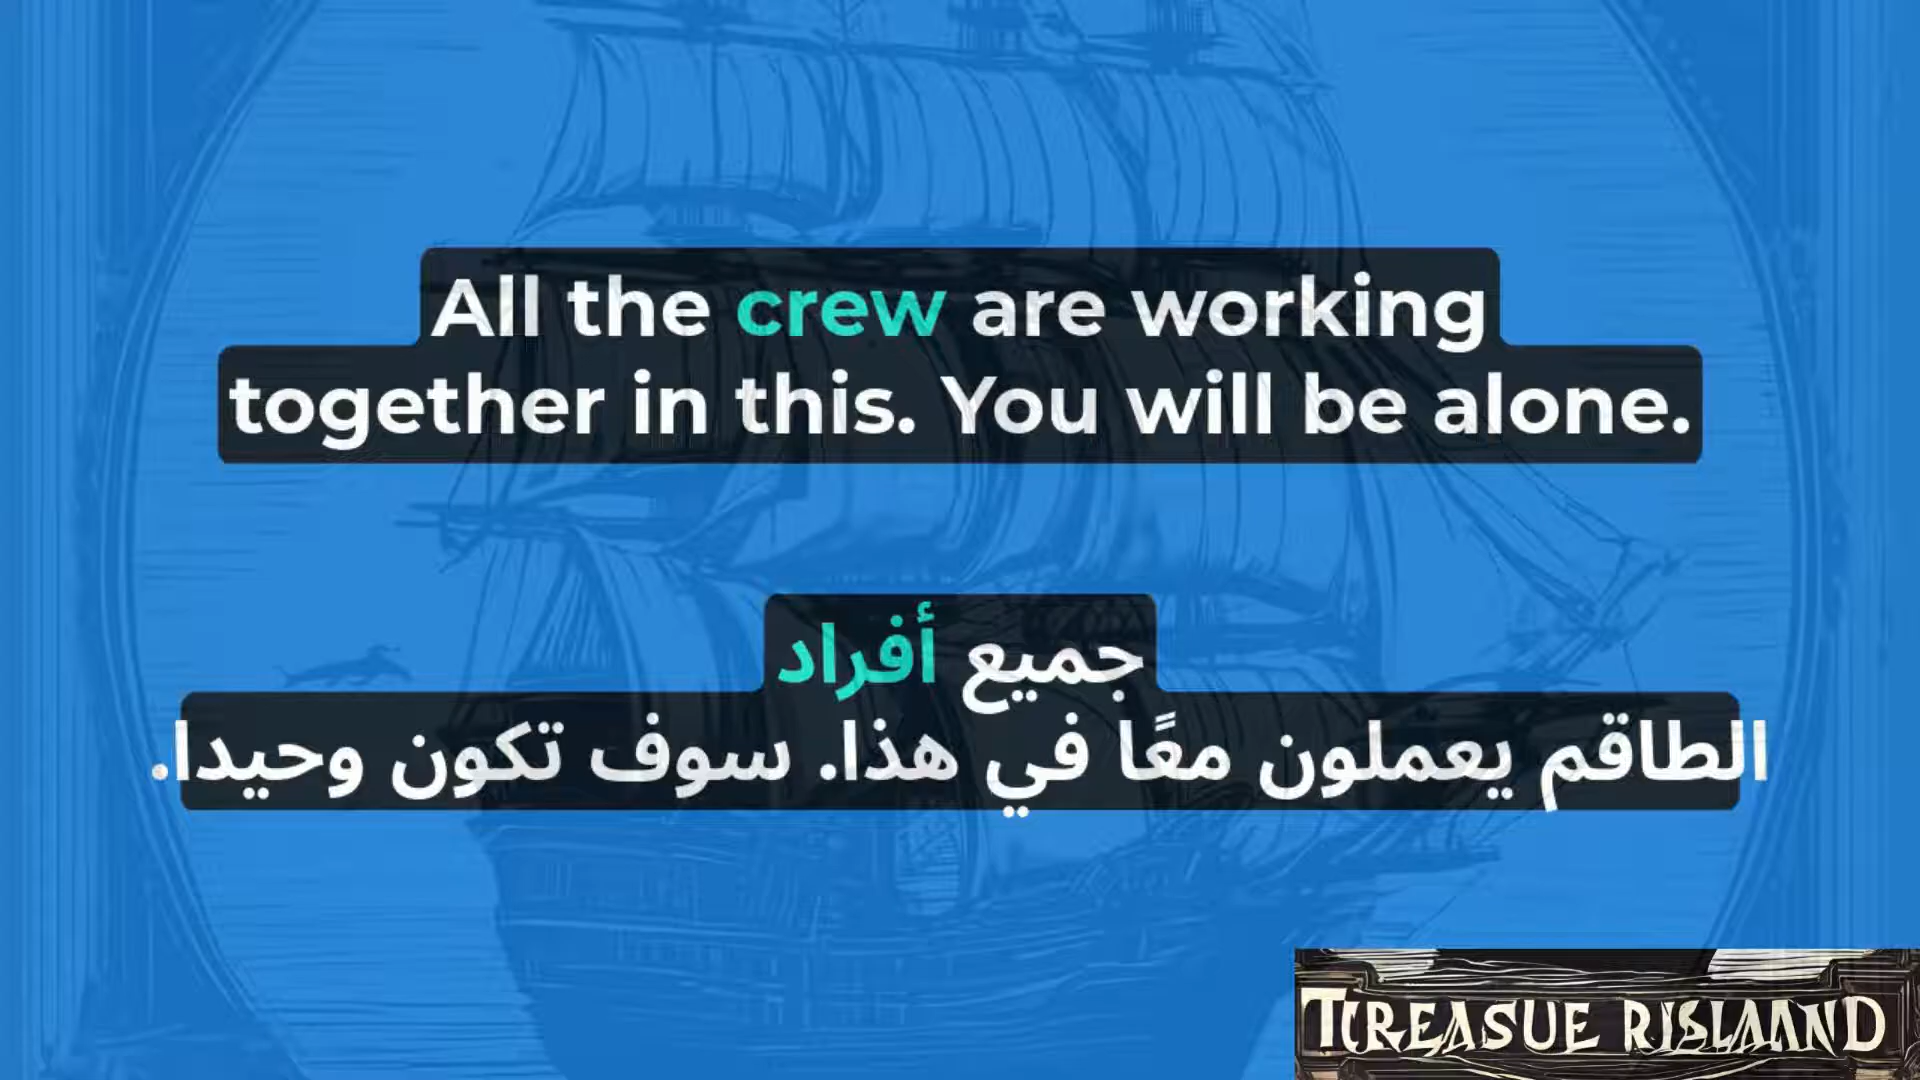 All the crew are working
together in this. You will be alone.
جميع أفراد
الطاقم يعملون معًا في هذا. سوف تكون وحيدا.
TCREASUE RISLAAND